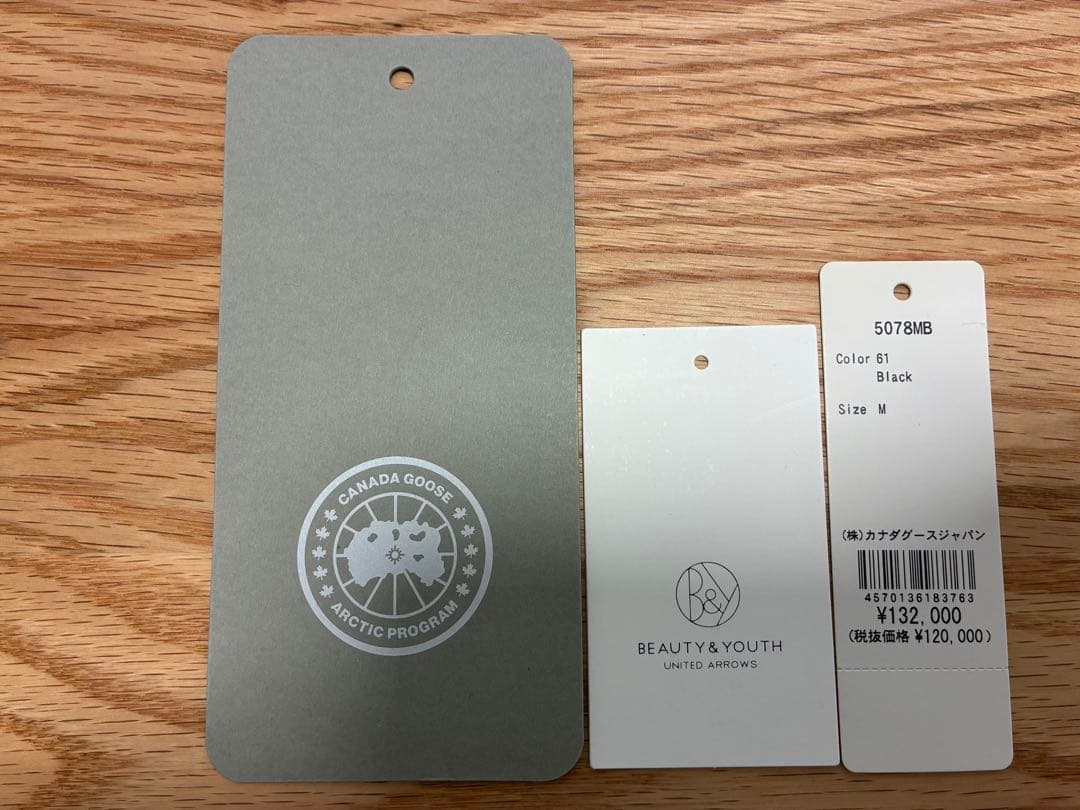 CANADA GOOSE
ARCTIC PROGRAM
B&Y
BEAUTY & YOUTH
UNITED ARROWS
5078MB
Color 61
Black
Size M
(株)カナダグースジャパン
4570136183763
¥132,000
(税抜価格 ¥120,000)